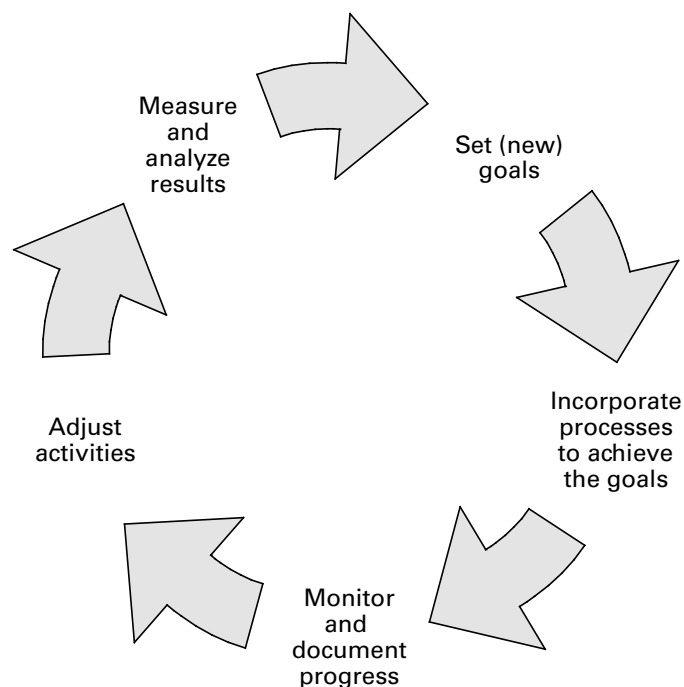 Measure
and
analyze
results
Set (new)
goals
Incorporate
processes
to achieve
the goals
Monitor
and
document
progress
Adjust
activities